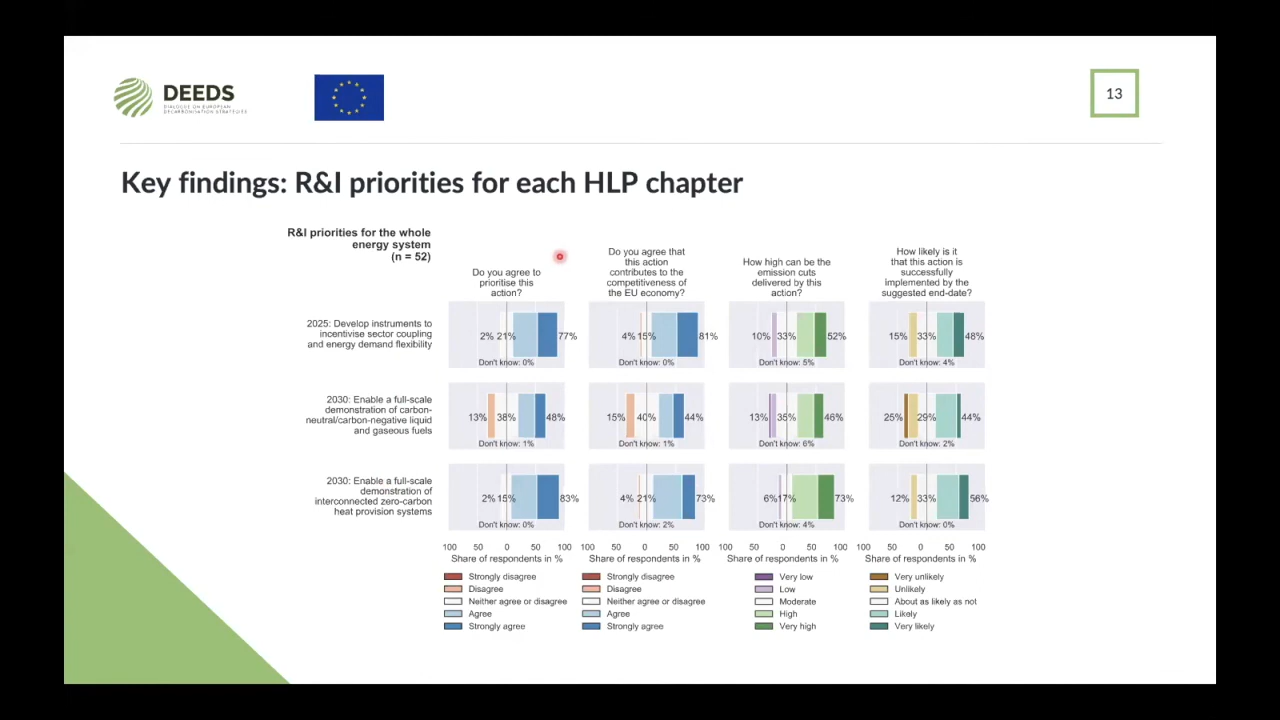 DEEDS
DIALOGUE ON EUROPEAN
DECARBONISATION STRATEGIES
13
Key findings: R&I priorities for each HLP chapter
R&I priorities for the whole
energy system
(n = 52)
Do you agree to
prioritise this
action?
Do you agree that
this action
contributes to the
competitiveness of
the EU economy?
How high can be the
emission cuts
delivered by this
action?
How likely is it
that this action is
successfully
implemented by the
suggested end-date?
2025: Develop instruments to
incentivise sector coupling
and energy demand flexibility
2% 21% 77%
Don't know: 0%
4% 15% 81%
Don't know: 0%
10% 33% 52%
Don't know: 5%
15% 33% 48%
Don't know: 4%
2030: Enable a full-scale
demonstration of carbon-
neutral/carbon-negative liquid
and gaseous fuels
13% 38% 48%
Don't know: 1%
15% 40% 44%
Don't know: 1%
13% 35% 46%
Don't know: 6%
25% 29% 44%
Don't know: 2%
2030: Enable a full-scale
demonstration of
interconnected zero-carbon
heat provision systems
2% 15% 83%
Don't know: 0%
4% 21% 73%
Don't know: 2%
6% 17% 73%
Don't know: 4%
12% 33% 56%
Don't know: 0%
100 50 0 50 100
Share of respondents in %
100 50 0 50 100
Share of respondents in %
100 50 0 50 100
Share of respondents in %
100 50 0 50 100
Share of respondents in %
Strongly disagree
Disagree
Neither agree or disagree
Agree
Strongly agree
Strongly disagree
Disagree
Neither agree or disagree
Agree
Strongly agree
Very low
Low
Moderate
High
Very high
Very unlikely
Unlikely
About as likely as not
Likely
Very likely